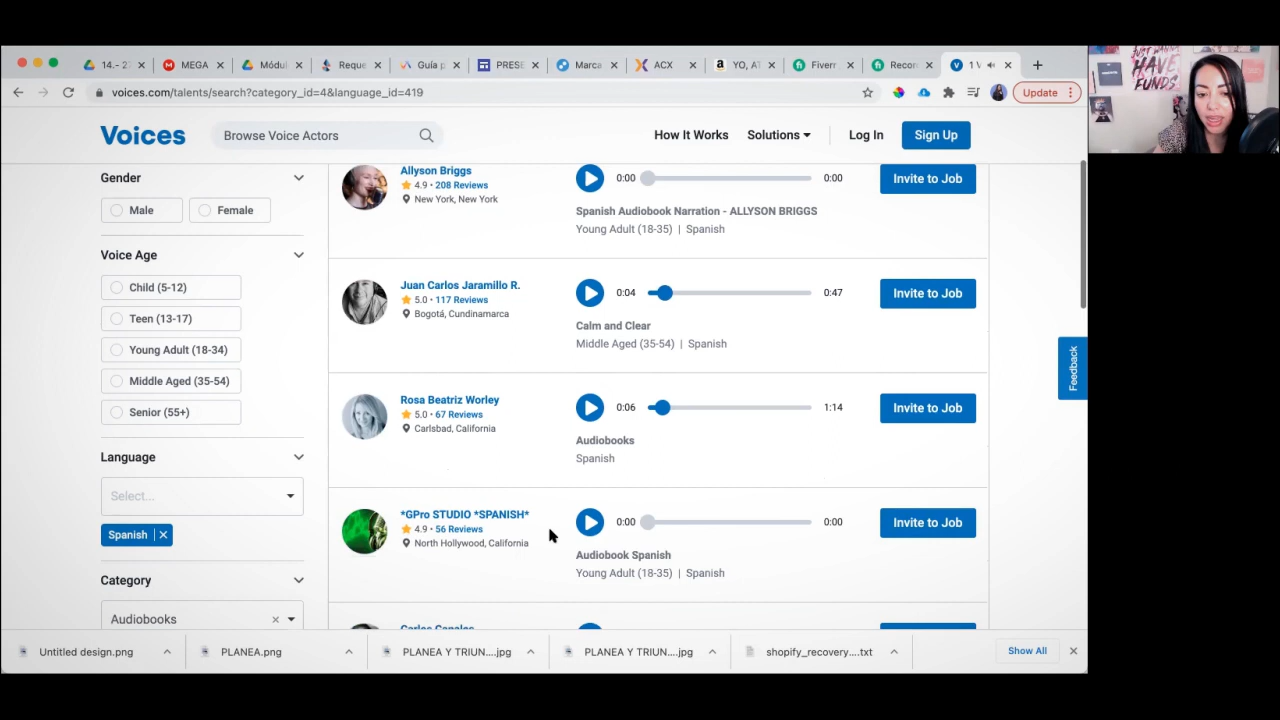 14.- 2
MEGA
Módul
Reque
Guía p
PRESE
Marca
ACX
YO, AT
Fiverr
Recon
1 V
voices.com/talents/search?category_id=4&language_id=419
Update
Voices
Browse Voice Actors
How It Works
Solutions
Log In
Sign Up
Gender
Male
Female
Voice Age
Child (5-12)
Teen (13-17)
Young Adult (18-34)
Middle Aged (35-54)
Senior (55+)
Language
Select...
Spanish
Category
Audiobooks
Allyson Briggs
4.9 • 208 Reviews
New York, New York
0:00
0:00
Invite to Job
Spanish Audiobook Narration - ALLYSON BRIGGS
Young Adult (18-35) | Spanish
Juan Carlos Jaramillo R.
5.0 • 117 Reviews
Bogotá, Cundinamarca
0:04
0:47
Invite to Job
Calm and Clear
Middle Aged (35-54) | Spanish
Rosa Beatriz Worley
5.0 • 67 Reviews
Carlsbad, California
0:06
1:14
Invite to Job
Audiobooks
Spanish
*GPro STUDIO *SPANISH*
4.9 • 56 Reviews
North Hollywood, California
0:00
0:00
Invite to Job
Audiobook Spanish
Young Adult (18-35) | Spanish
Feedback
Untitled design.png
PLANEA.png
PLANEA Y TRIUN....jpg
PLANEA Y TRIUN....jpg
shopify_recovery....txt
Show All
JUST WANNA
HAVE
FUNDS